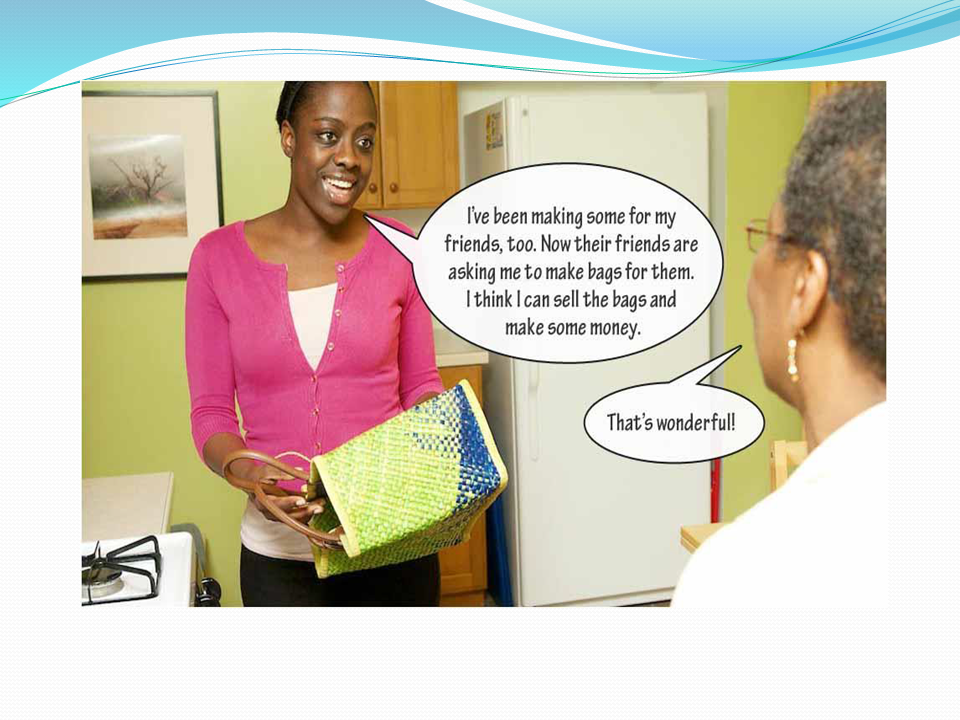 I've been making some for my
friends, too. Now their friends are
asking me to make bags for them.
I think I can sell the bags and
make some money.
That's wonderful!